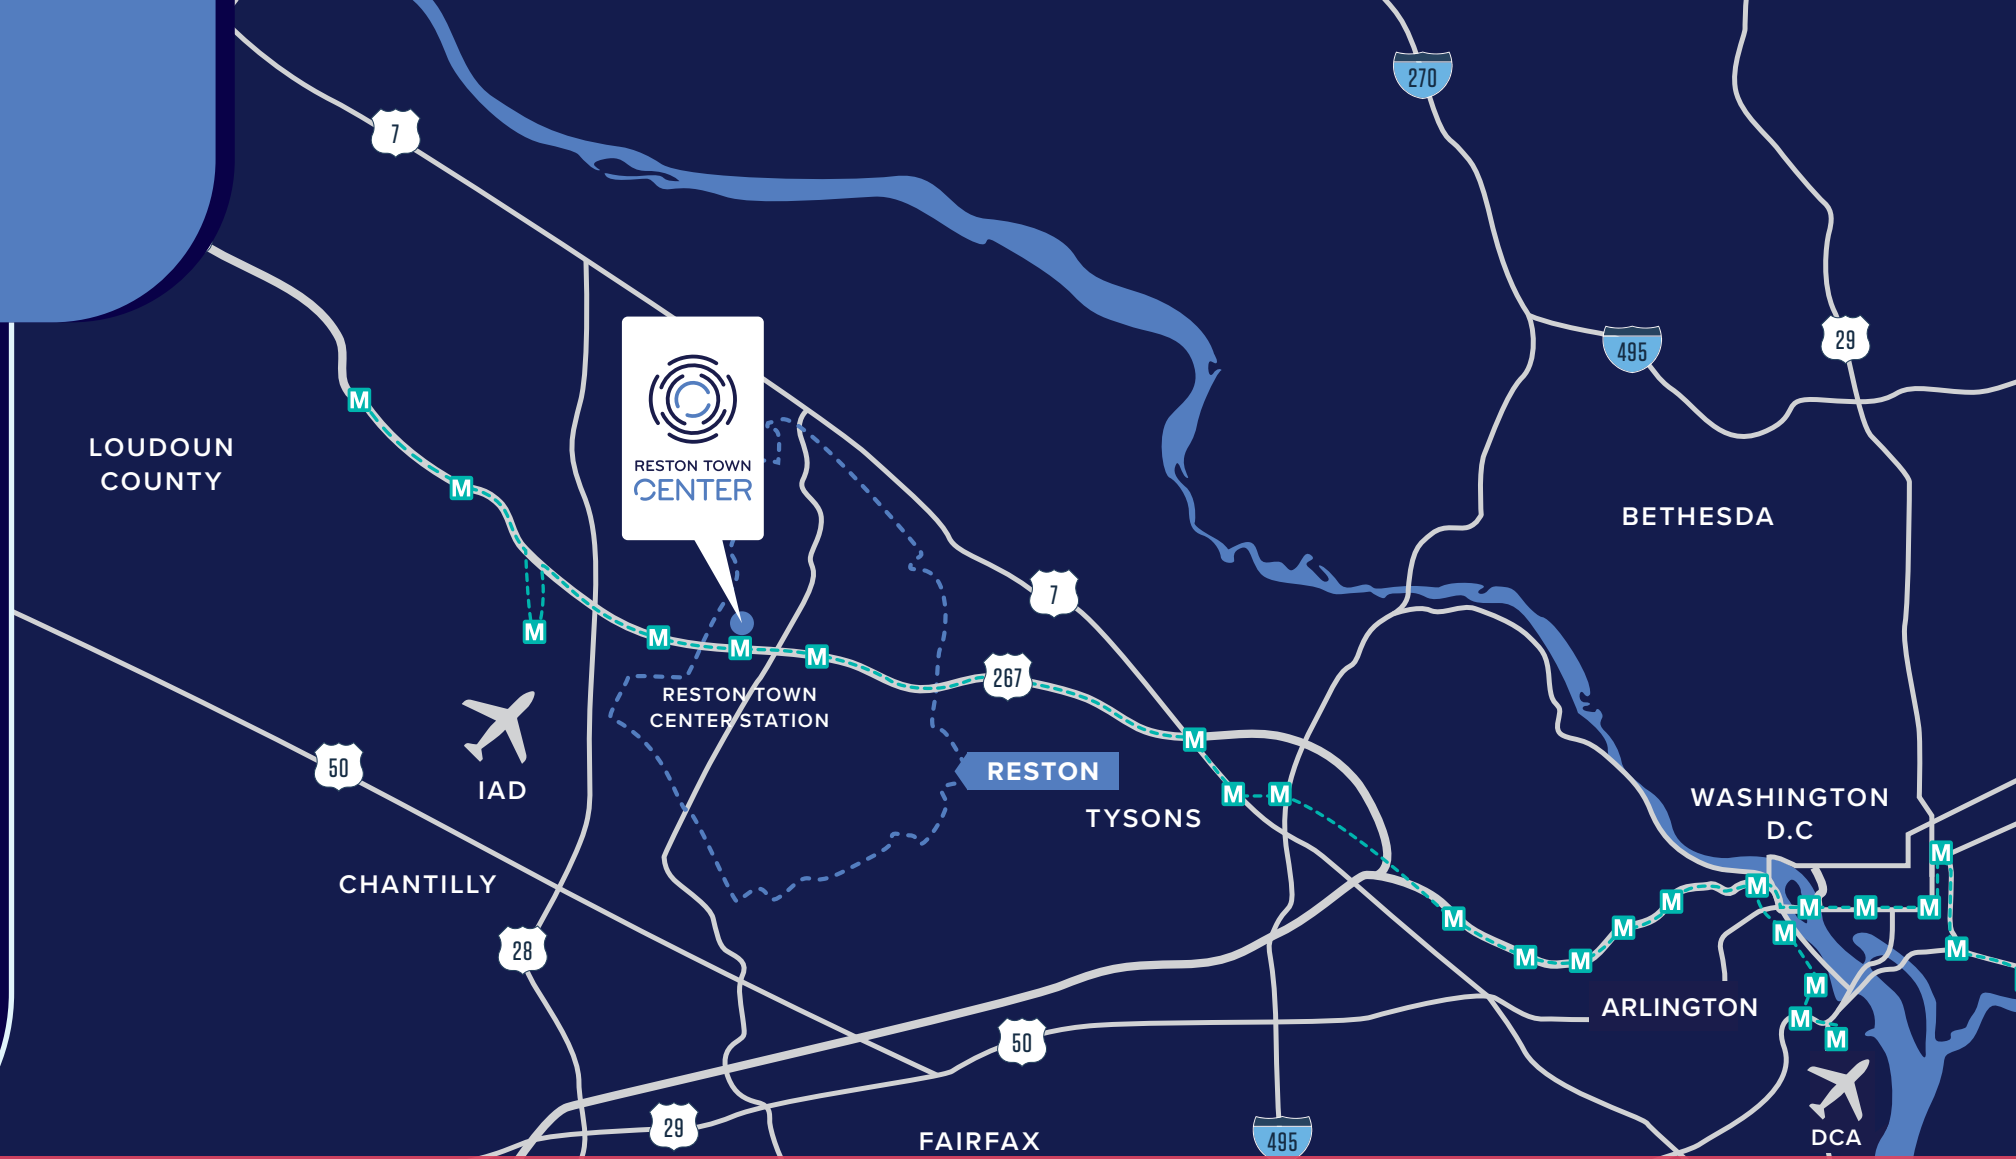 270
7
495
29
LOUDOUN
COUNTY
RESTON TOWN
CENTER
M
M
BETHESDA
7
M
M
M
M
267
RESTON TOWN
CENTER STATION
M
50
IAD
RESTON
M
M
TYSONS
WASHINGTON
D.C
M
CHANTILLY
M
M
M
M
M
M
M
M
M
28
M
M
M
M
ARLINGTON
M
M
50
29
FAIRFAX
495
DCA